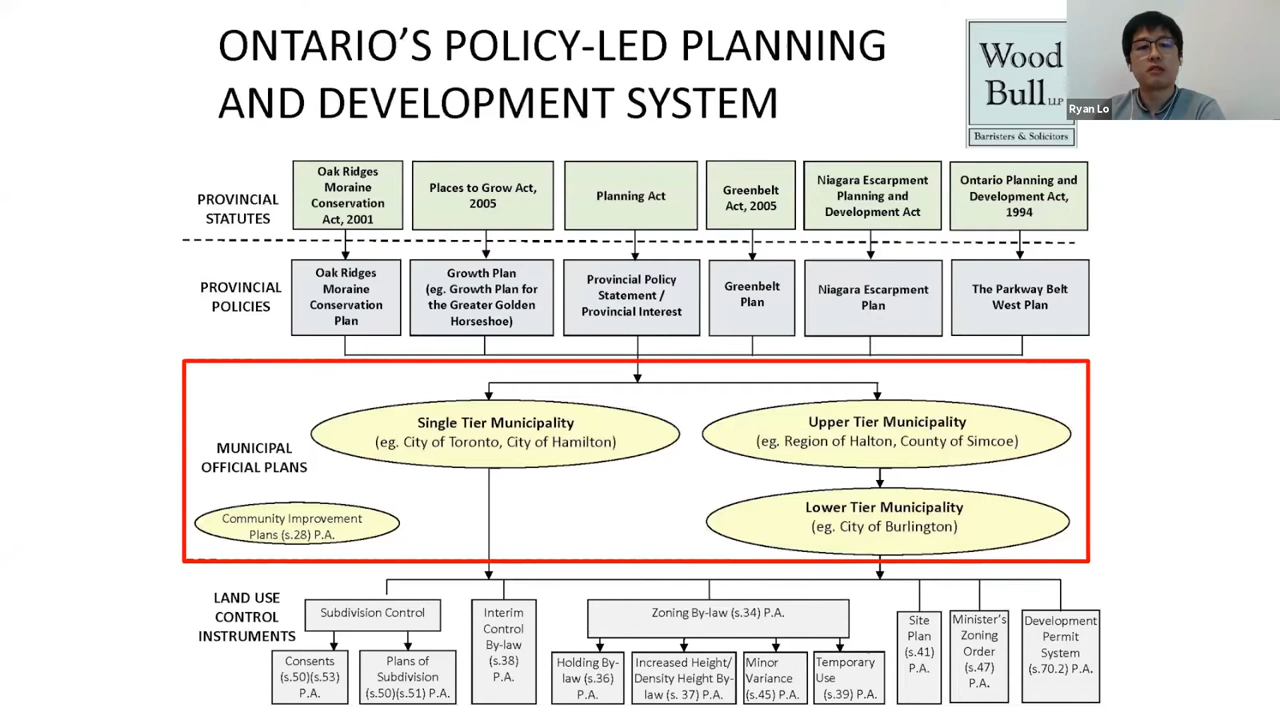 ONTARIO'S POLICY-LED PLANNING
AND DEVELOPMENT SYSTEM
Wood
Bull LLP
Barristers & Solicitors
Ryan Lo
PROVINCIAL
STATUTES
Oak Ridges
Moraine
Conservation
Act, 2001
Places to Grow Act,
2005
Planning Act
Greenbelt
Act, 2005
Niagara Escarpment
Planning and
Development Act
Ontario Planning and
Development Act,
1994
PROVINCIAL
POLICIES
Oak Ridges
Moraine
Conservation
Plan
Growth Plan
(eg. Growth Plan for
the Greater Golden
Horseshoe)
Provincial Policy
Statement /
Provincial Interest
Greenbelt
Plan
Niagara Escarpment
Plan
The Parkway Belt
West Plan
MUNICIPAL
OFFICIAL PLANS
Single Tier Municipality
(eg. City of Toronto, City of Hamilton)
Upper Tier Municipality
(eg. Region of Halton, County of Simcoe)
Lower Tier Municipality
(eg. City of Burlington)
Community Improvement
Plans (s.28) P.A.
LAND USE
CONTROL
INSTRUMENTS
Subdivision Control
Consents
(s.50)(s.53)
P.A.
Plans of
Subdivision
(s.50)(s.51) P.A.
Interim
Control
By-law
(s.38)
P.A.
Zoning By-law (s.34) P.A.
Holding By-
law (s.36)
P.A.
Increased Height/
Density Height By-
law (s. 37) P.A.
Minor
Variance
(s.45) P.A.
Temporary
Use
(s.39) P.A.
Site
Plan
(s.41)
P.A.
Minister's
Zoning
Order
(s.47)
P.A.
Development
Permit
System
(s.70.2) P.A.